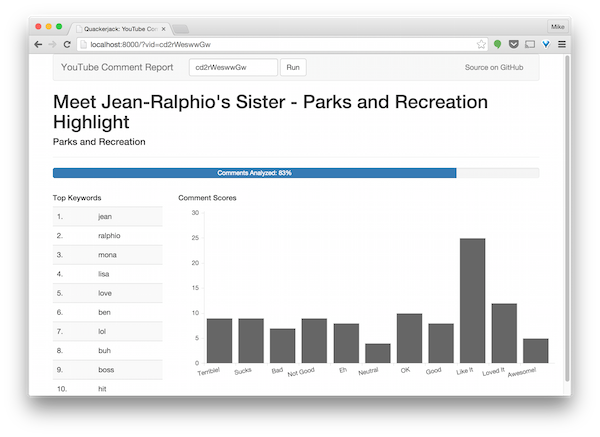 Quackerjack: YouTube Con
Mike
localhost:8000/?vid=cd2rWeswwGw
YouTube Comment Report
cd2rWeswwGw
Run
Source on GitHub
Meet Jean-Ralphio's Sister - Parks and Recreation
Highlight
Parks and Recreation
Comments Analyzed: 83%
Top Keywords
1. jean
2. ralphio
3. mona
4. lisa
5. love
6. ben
7. lol
8. buh
9. boss
10. hit
Comment Scores
30
25
20
15
10
5
0
Terrible!
Sucks
Bad
Not Good
Eh
Neutral
OK
Good
Like It
Loved It
Awesome!